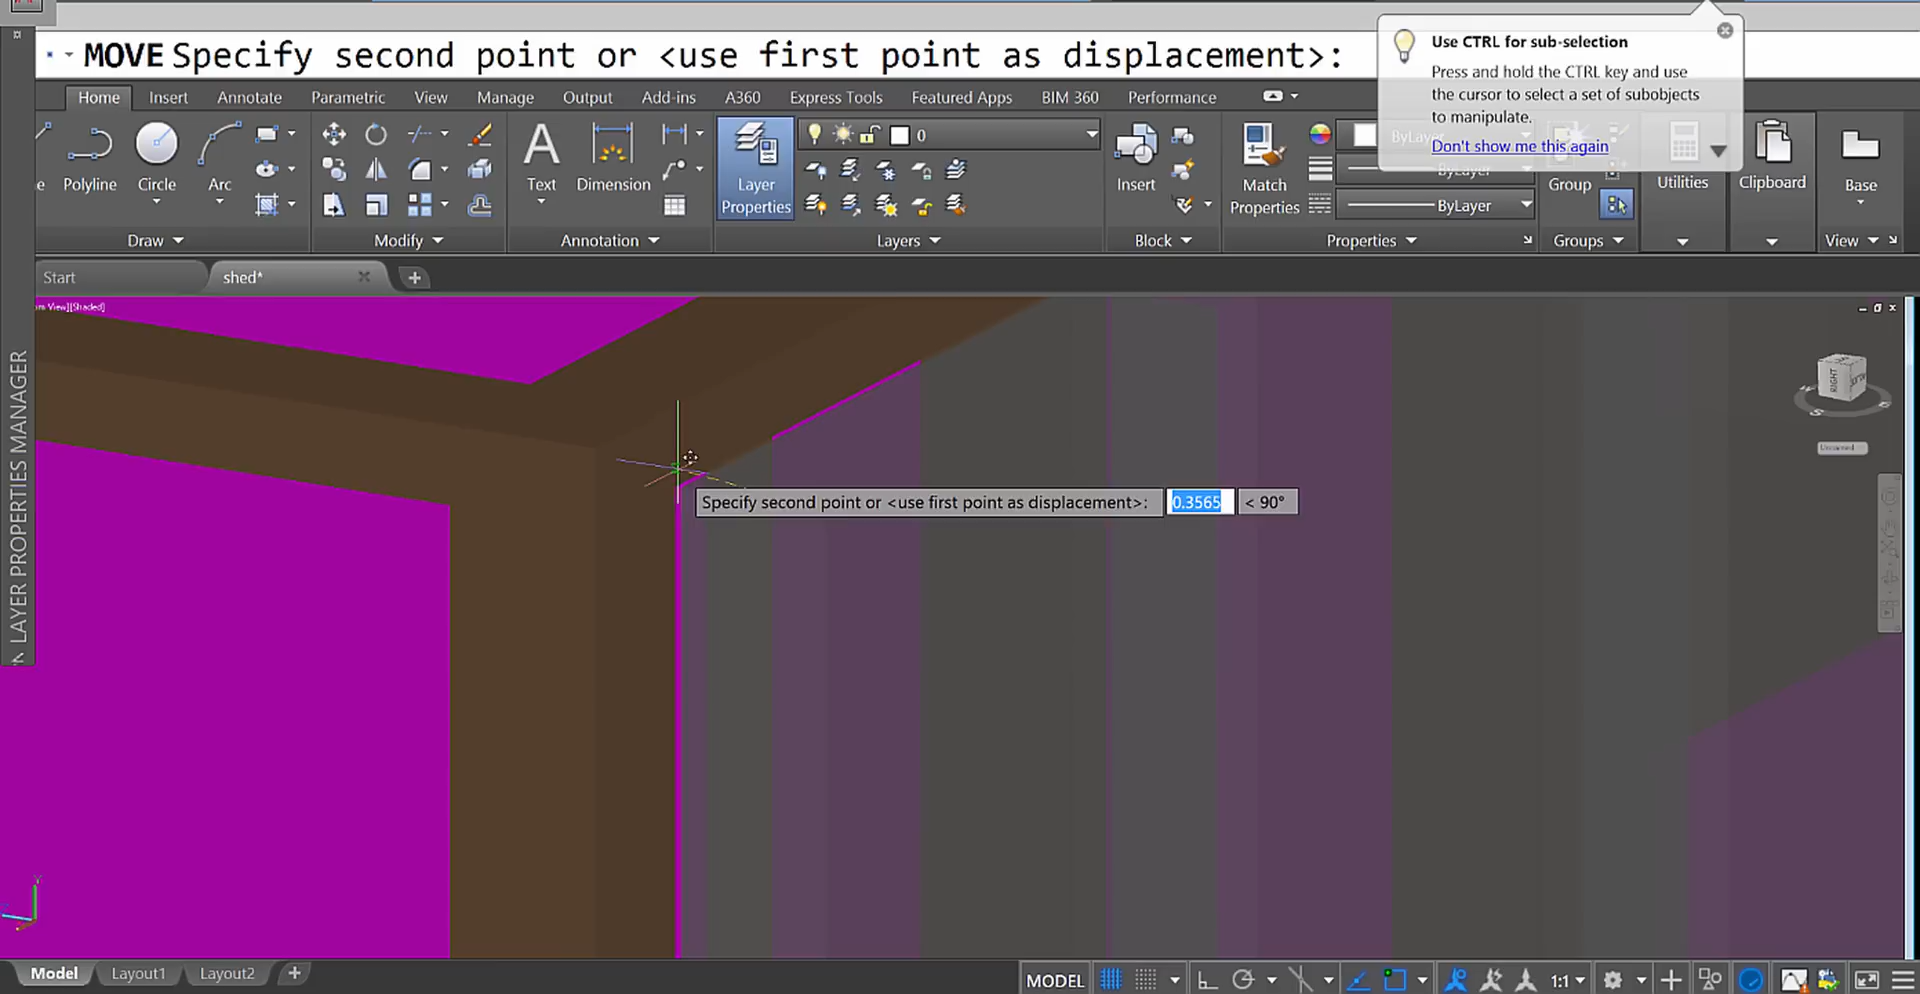 MOVE Specify second point or <use first point as displacement>:
Use CTRL for sub-selection
Press and hold the CTRL key and use
the cursor to select a set of subobjects
to manipulate.
Don't show me this again
Home Insert Annotate Parametric View Manage Output Add-ins A360 Express Tools Featured Apps BIM 360 Performance
0
ByLayer
ByLayer
ByLayer
Polyline Circle Arc
Text Dimension
Layer
Properties
Insert
Match
Properties
Group
Utilities
Clipboard
Base
Draw Modify Annotation Layers Block Properties Groups View
Start shed*
View][Shaded]
RIGHT
LAYER PROPERTIES MANAGER
Specify second point or <use first point as displacement>: 0.3565 < 90°
Model Layout1 Layout2
MODEL 1:1